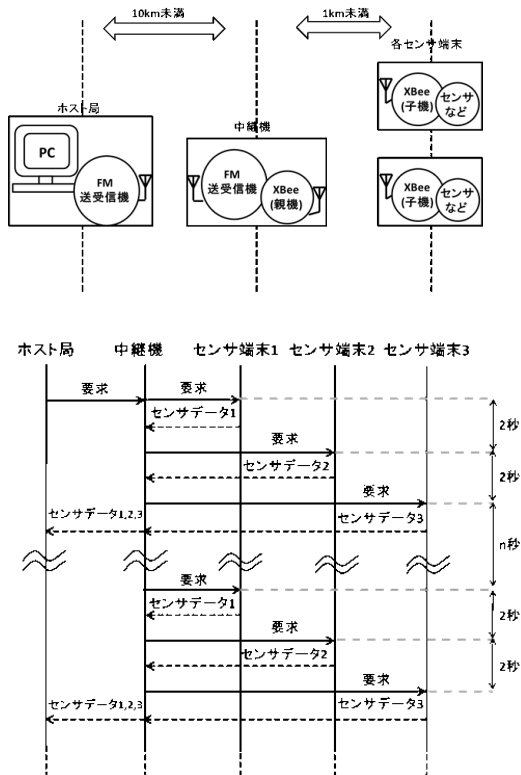 10km未満
1km未満
各センサ端末
XBee
(子機)
センサ
など
ホスト局
中継機
PC
FM
送受信機
FM
送受信機
XBee
(親機)
XBee
(子機)
センサ
など
ホスト局
中継機
センサ端末1
センサ端末2
センサ端末3
要求
要求
センサデータ1
2秒
要求
センサデータ2
2秒
要求
センサデータ1,2,3
センサデータ3
n秒
要求
センサデータ1
2秒
要求
センサデータ2
2秒
要求
センサデータ1,2,3
センサデータ3